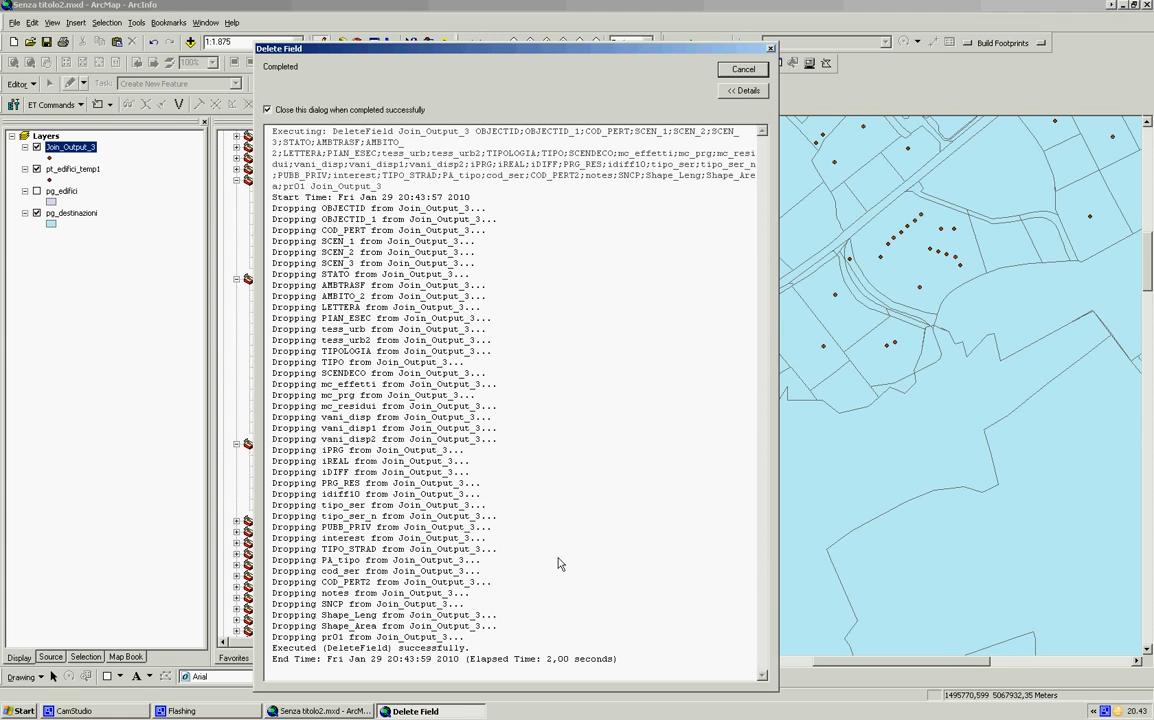 Senza titolo2.mxd - ArcMap - ArcInfo
File Edit View Insert Selection Tools Bookmarks Window Help
1:1.875
Build Footprints
100%
Editor Task: Create New Feature
ET Commands
Layers
Join_Output_3
pt_edifici_temp1
pg_edifici
pg_destinazioni
Delete Field
Completed
Cancel
<< Details
Close this dialog when completed successfully
Executing: DeleteField Join_Output_3 OBJECTID;OBJECTID_1;COD_PERT;SCEN_1;SCEN_2;SCEN_
3;STATO;AMBTRASF;AMBITO_
2;LETTERA;PIAN_ESEC;tess_urb;tess_urb2;TIPOLOGIA;TIPO;SCENDECO;mc_effetti;mc_prg;mc_resi
dui;vani_disp;vani_disp1;vani_disp2;iPRG;iREAL;iDIFF;PRG_RES;idiff10;tipo_ser;tipo_ser_n
;PUBB_PRIV;interest;TIPO_STRAD;PA_tipo;cod_ser;COD_PERT2;notes;SNCP;Shape_Leng;Shape_Are
a;pr01 Join_Output_3
Start Time: Fri Jan 29 20:43:57 2010
Dropping OBJECTID from Join_Output_3...
Dropping OBJECTID_1 from Join_Output_3...
Dropping COD_PERT from Join_Output_3...
Dropping SCEN_1 from Join_Output_3...
Dropping SCEN_2 from Join_Output_3...
Dropping SCEN_3 from Join_Output_3...
Dropping STATO from Join_Output_3...
Dropping AMBTRASF from Join_Output_3...
Dropping AMBITO_2 from Join_Output_3...
Dropping LETTERA from Join_Output_3...
Dropping PIAN_ESEC from Join_Output_3...
Dropping tess_urb from Join_Output_3...
Dropping tess_urb2 from Join_Output_3...
Dropping TIPOLOGIA from Join_Output_3...
Dropping TIPO from Join_Output_3...
Dropping SCENDECO from Join_Output_3...
Dropping mc_effetti from Join_Output_3...
Dropping mc_prg from Join_Output_3...
Dropping mc_residui from Join_Output_3...
Dropping vani_disp from Join_Output_3...
Dropping vani_disp1 from Join_Output_3...
Dropping vani_disp2 from Join_Output_3...
Dropping iPRG from Join_Output_3...
Dropping iREAL from Join_Output_3...
Dropping iDIFF from Join_Output_3...
Dropping PRG_RES from Join_Output_3...
Dropping idiff10 from Join_Output_3...
Dropping tipo_ser from Join_Output_3...
Dropping tipo_ser_n from Join_Output_3...
Dropping PUBB_PRIV from Join_Output_3...
Dropping interest from Join_Output_3...
Dropping TIPO_STRAD from Join_Output_3...
Dropping PA_tipo from Join_Output_3...
Dropping cod_ser from Join_Output_3...
Dropping COD_PERT2 from Join_Output_3...
Dropping notes from Join_Output_3...
Dropping SNCP from Join_Output_3...
Dropping Shape_Leng from Join_Output_3...
Dropping Shape_Area from Join_Output_3...
Dropping pr01 from Join_Output_3...
Executed (DeleteField) successfully.
End Time: Fri Jan 29 20:43:59 2010 (Elapsed Time: 2,00 seconds)
Display Source Selection Map Book
Favorites
Drawing A Arial
1495770,599 5067932,35 Meters
Start CamStudio Flashing Senza titolo2.mxd - ArcM... Delete Field 20.43